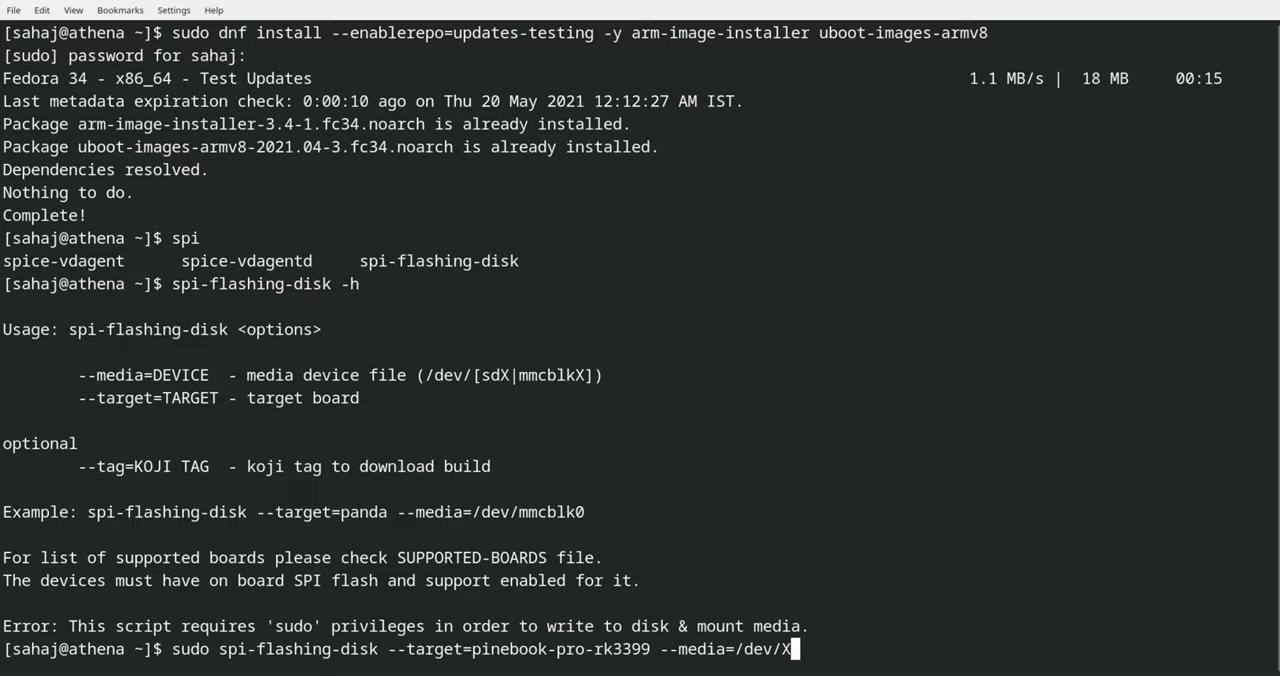 File Edit View Bookmarks Settings Help
[sahaj@athena ~]$ sudo dnf install --enablerepo=updates-testing -y arm-image-installer uboot-images-armv8
[sudo] password for sahaj:
Fedora 34 - x86_64 - Test Updates 1.1 MB/s | 18 MB 00:15
Last metadata expiration check: 0:00:10 ago on Thu 20 May 2021 12:12:27 AM IST.
Package arm-image-installer-3.4-1.fc34.noarch is already installed.
Package uboot-images-armv8-2021.04-3.fc34.noarch is already installed.
Dependencies resolved.
Nothing to do.
Complete!
[sahaj@athena ~]$ spi
spice-vdagent spice-vdagentd spi-flashing-disk
[sahaj@athena ~]$ spi-flashing-disk -h
Usage: spi-flashing-disk <options>
--media=DEVICE - media device file (/dev/[sdX|mmcblkX])
--target=TARGET - target board
optional
--tag=KOJI TAG - koji tag to download build
Example: spi-flashing-disk --target=panda --media=/dev/mmcblk0
For list of supported boards please check SUPPORTED-BOARDS file.
The devices must have on board SPI flash and support enabled for it.
Error: This script requires 'sudo' privileges in order to write to disk & mount media.
[sahaj@athena ~]$ sudo spi-flashing-disk --target=pinebook-pro-rk3399 --media=/dev/X